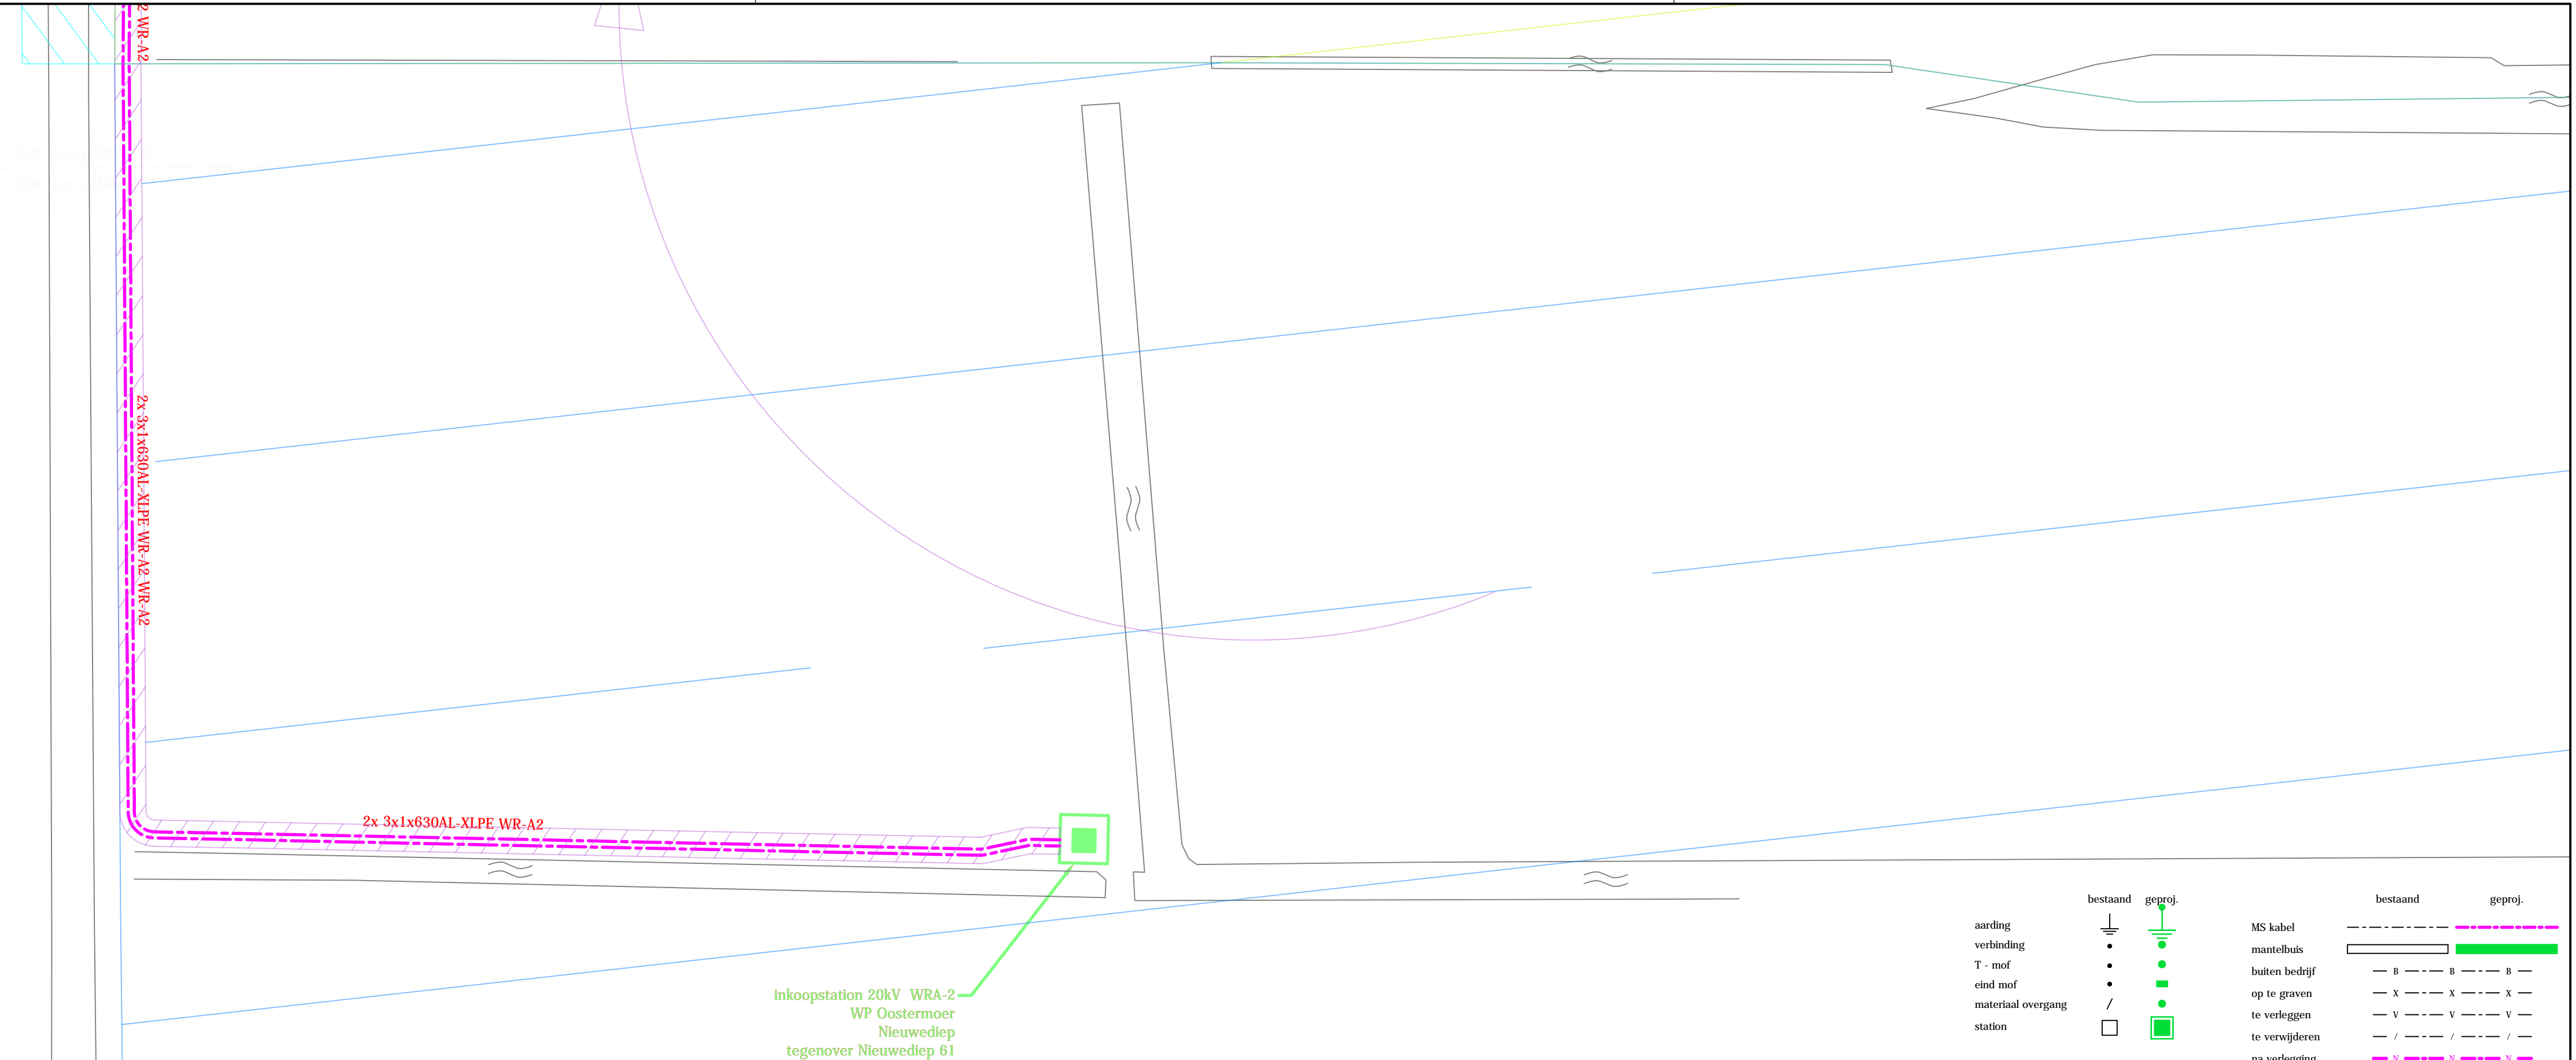 2 WR-A2
2x 3x1x630AL-XLPE WR-A2 WR-A2
2x 3x1x630AL-XLPE WR-A2
inkoopstation 20kV WRA-2
WP Oostermoer
Nieuwediep
tegenover Nieuwediep 61
bestaand geproj.
aarding
verbinding
T - mof
eind mof
materiaal overgang
station
bestaand geproj.
MS kabel
mantelbuis
buiten bedrijf B B B
op te graven X X X
te verleggen V V V
te verwijderen / / /
na verlegging N N N